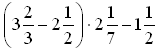 (3 2/3 − 2 1/2) · 2 1/7 − 1 1/2